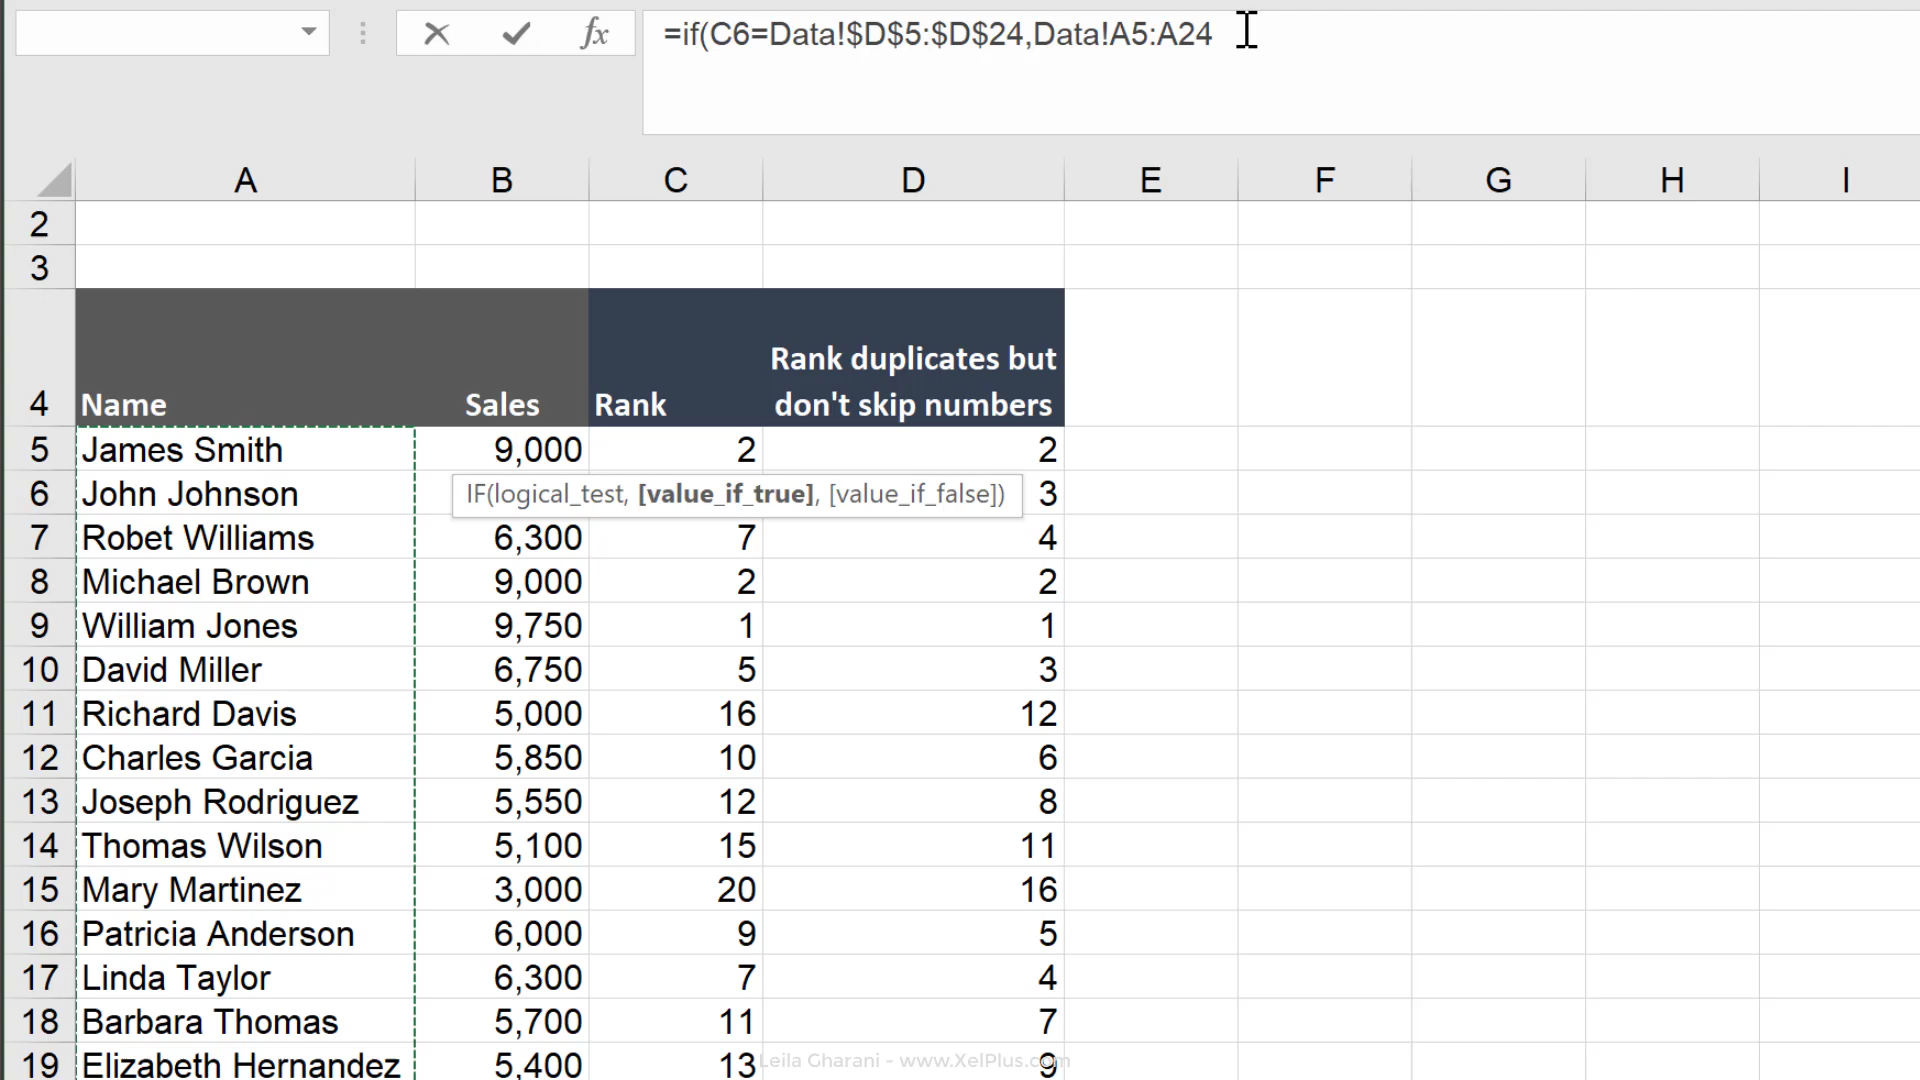 =if(C6=Data!$D$5:$D$24,Data!A5:A24
A B C D E F G H I
2
3
Rank duplicates but
4 Name Sales Rank don't skip numbers
5 James Smith 9,000 2 2
6 John Johnson IF(logical_test, [value_if_true], [value_if_false]) 3
7 Robet Williams 6,300 7 4
8 Michael Brown 9,000 2 2
9 William Jones 9,750 1 1
10 David Miller 6,750 5 3
11 Richard Davis 5,000 16 12
12 Charles Garcia 5,850 10 6
13 Joseph Rodriguez 5,550 12 8
14 Thomas Wilson 5,100 15 11
15 Mary Martinez 3,000 20 16
16 Patricia Anderson 6,000 9 5
17 Linda Taylor 6,300 7 4
18 Barbara Thomas 5,700 11 7
19 Elizabeth Hernandez 5,400 13 9
Leila Gharani - www.XelPlus.com